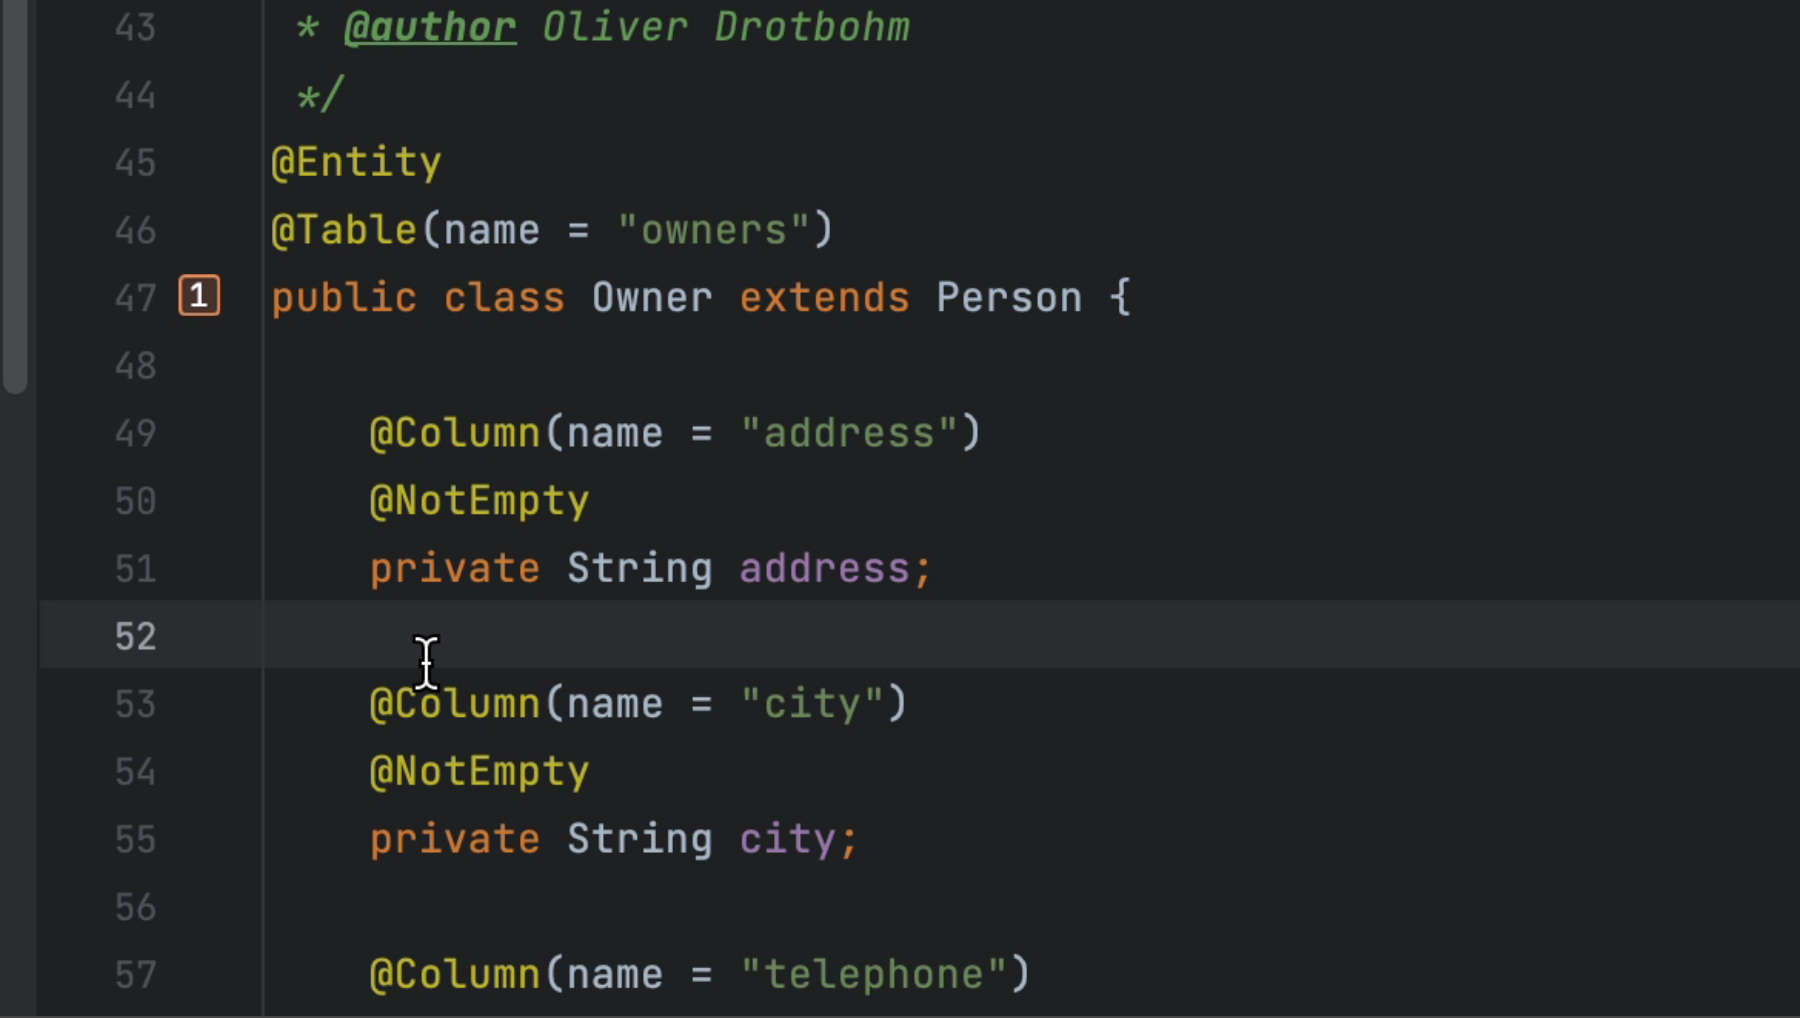 43 * @author Oliver Drotbohm
44 */
45 @Entity
46 @Table(name = "owners")
47 1 public class Owner extends Person {
48
49 @Column(name = "address")
50 @NotEmpty
51 private String address;
52
53 @Column(name = "city")
54 @NotEmpty
55 private String city;
56
57 @Column(name = "telephone")